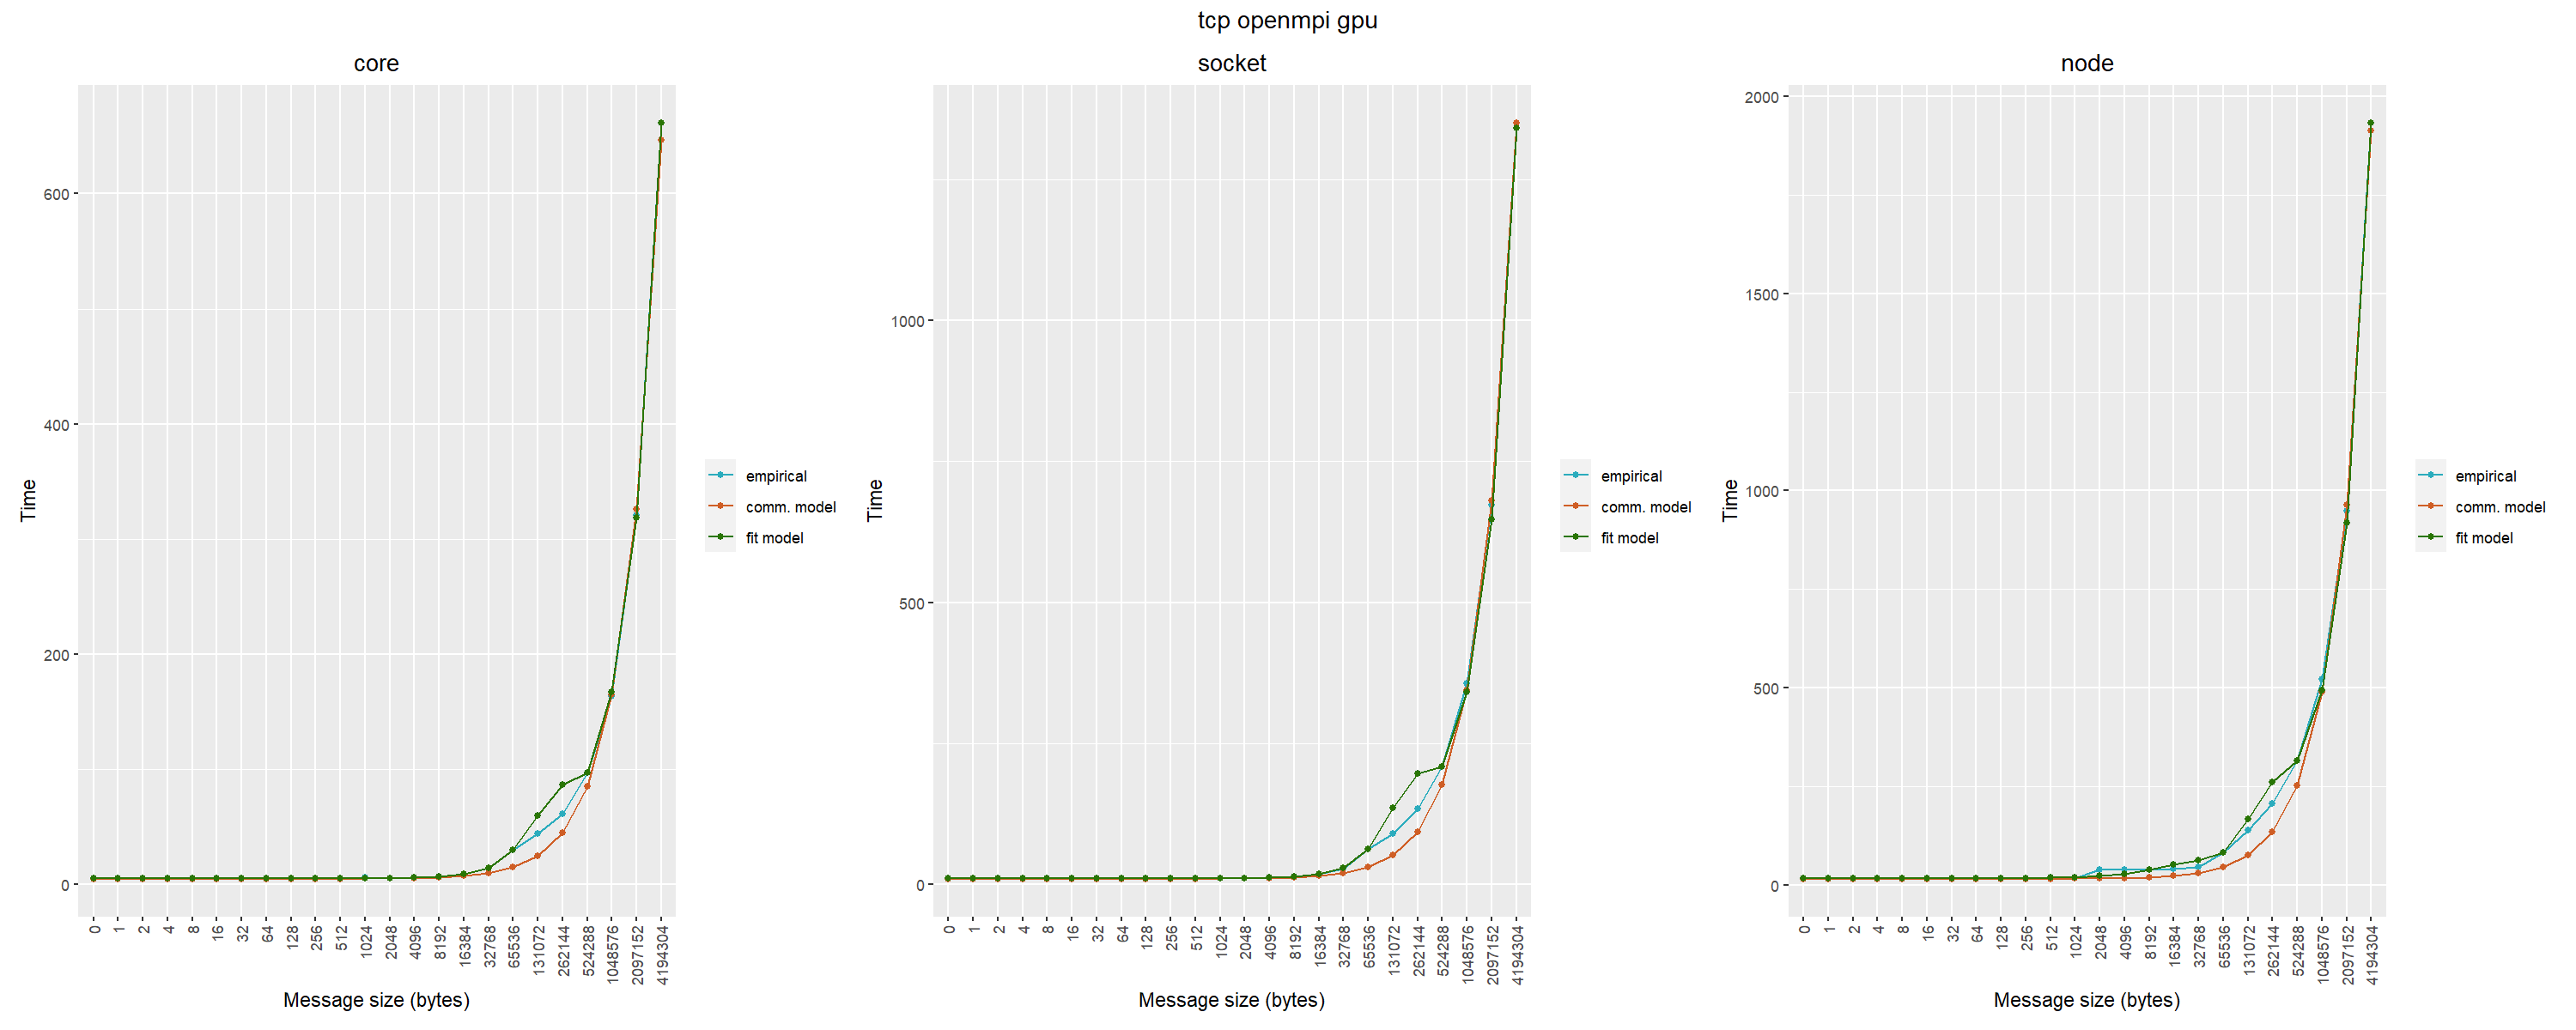 tcp openmpi gpu
core
600
400
200
0
Time
0 1 2 4 8 16 32 64 128 256 512 1024 2048 4096 8192 16384 32768 65536 131072 262144 524288 1048576 2097152 4194304
Message size (bytes)
empirical
comm. model
fit model
socket
1000
500
0
Time
0 1 2 4 8 16 32 64 128 256 512 1024 2048 4096 8192 16384 32768 65536 131072 262144 524288 1048576 2097152 4194304
Message size (bytes)
empirical
comm. model
fit model
node
2000
1500
1000
500
0
Time
0 1 2 4 8 16 32 64 128 256 512 1024 2048 4096 8192 16384 32768 65536 131072 262144 524288 1048576 2097152 4194304
Message size (bytes)
empirical
comm. model
fit model